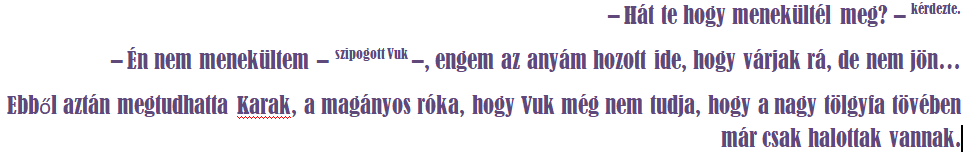 – Hát te hogy menekültél meg? – kérdezte.
– Én nem menekültem – szipogott Vuk –, engem az anyám hozott ide, hogy várjak rá, de nem jön…
Ebből aztán megtudhatta Karak, a magányos róka, hogy Vuk még nem tudja, hogy a nagy tölgyfa tövében
már csak halottak vannak.